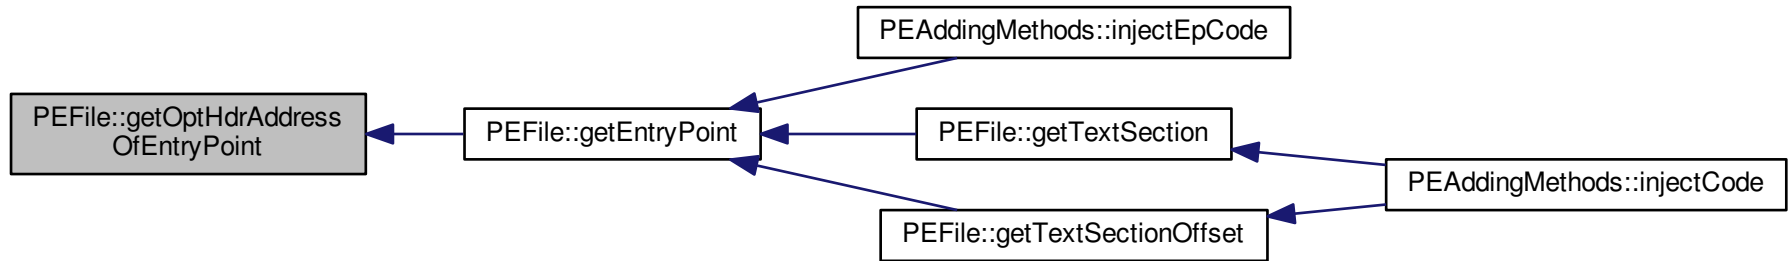 PEAddingMethods::injectEpCode
PEFile::getOptHdrAddress
OfEntryPoint
PEFile::getEntryPoint
PEFile::getTextSection
PEAddingMethods::injectCode
PEFile::getTextSectionOffset